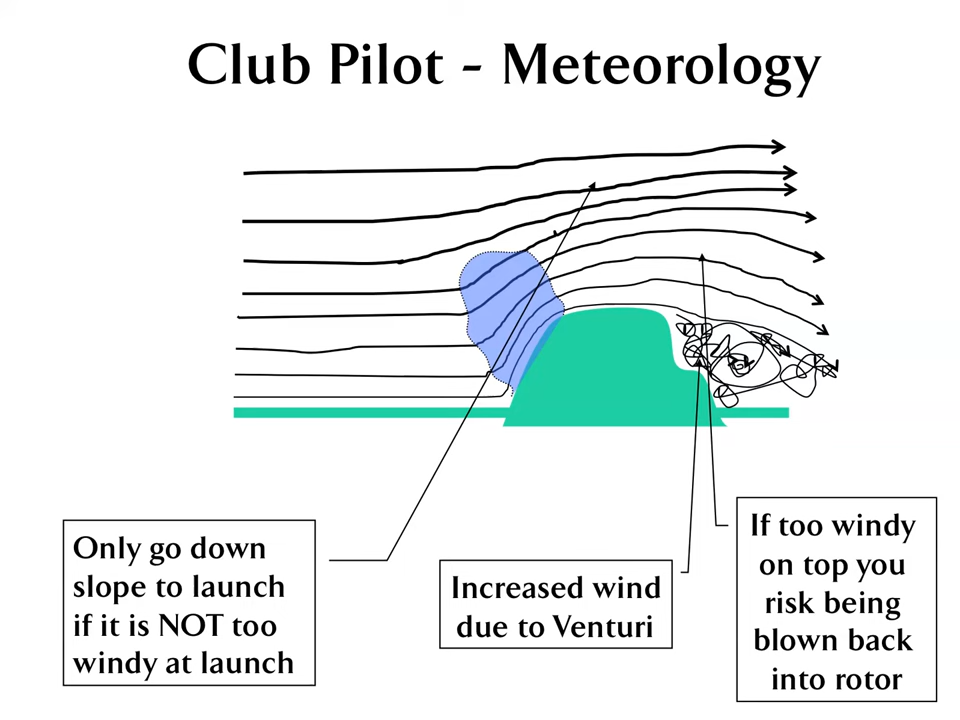 Club Pilot - Meteorology
Only go down
slope to launch
if it is NOT too
windy at launch
Increased wind
due to Venturi
If too windy
on top you
risk being
blown back
into rotor